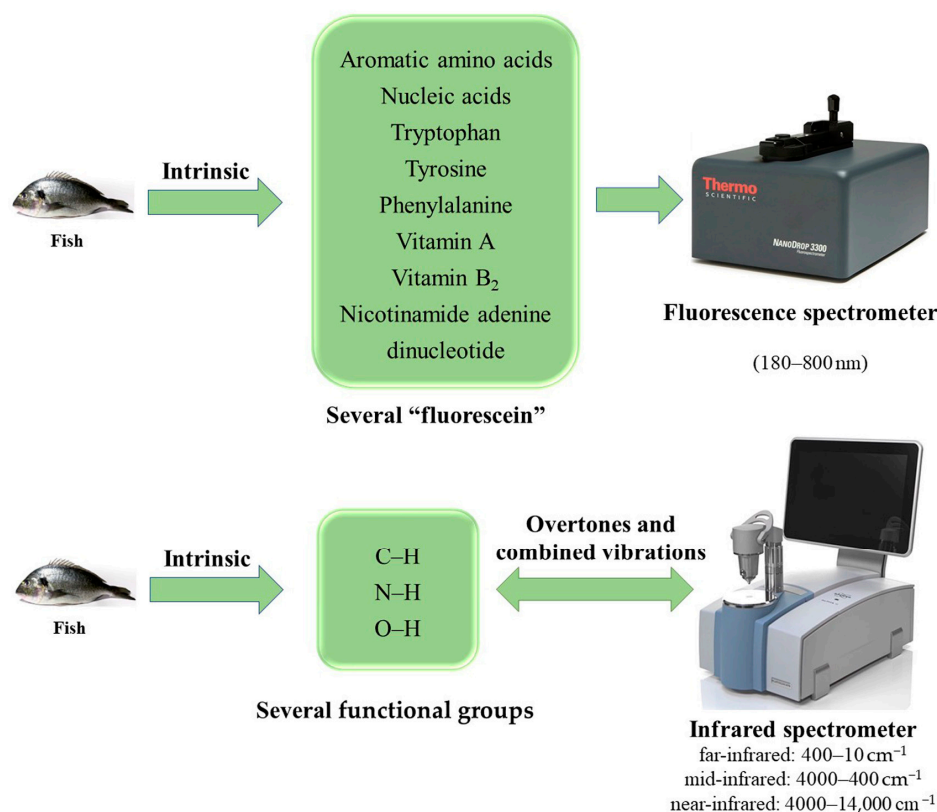 Aromatic amino acids
Nucleic acids
Tryptophan
Tyrosine
Phenylalanine
Vitamin A
Vitamin B₂
Nicotinamide adenine
dinucleotide
Intrinsic
Fish
Several “fluorescein”
Thermo
SCIENTIFIC
NANODROP 3300
Fluorospectrometer
Fluorescence spectrometer
(180–800 nm)
Intrinsic
Fish
C–H
N–H
O–H
Several functional groups
Overtones and
combined vibrations
Infrared spectrometer
far-infrared: 400–10 cm⁻¹
mid-infrared: 4000–400 cm⁻¹
near-infrared: 4000–14,000 cm⁻¹